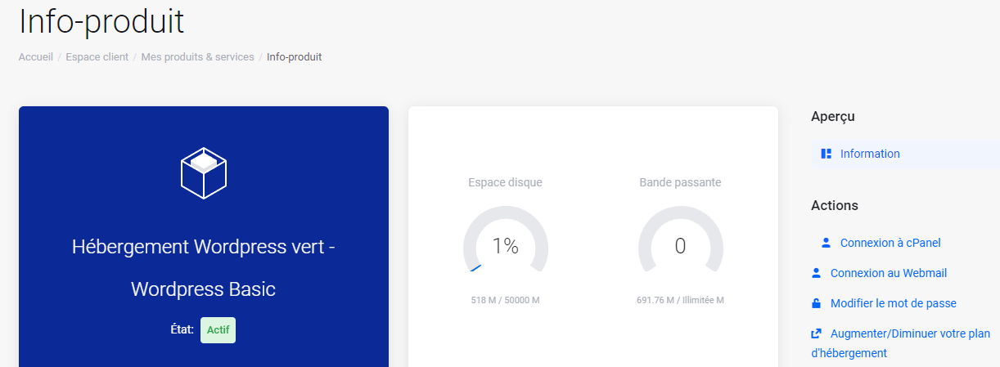 Info-produit
Accueil / Espace client / Mes produits & services / Info-produit
Hébergement Wordpress vert -
Wordpress Basic
État: Actif
Espace disque
1%
518 M / 50000 M
Bande passante
0
691.76 M / Illimitée M
Aperçu
Information
Actions
Connexion à cPanel
Connexion au Webmail
Modifier le mot de passe
Augmenter/Diminuer votre plan
d'hébergement